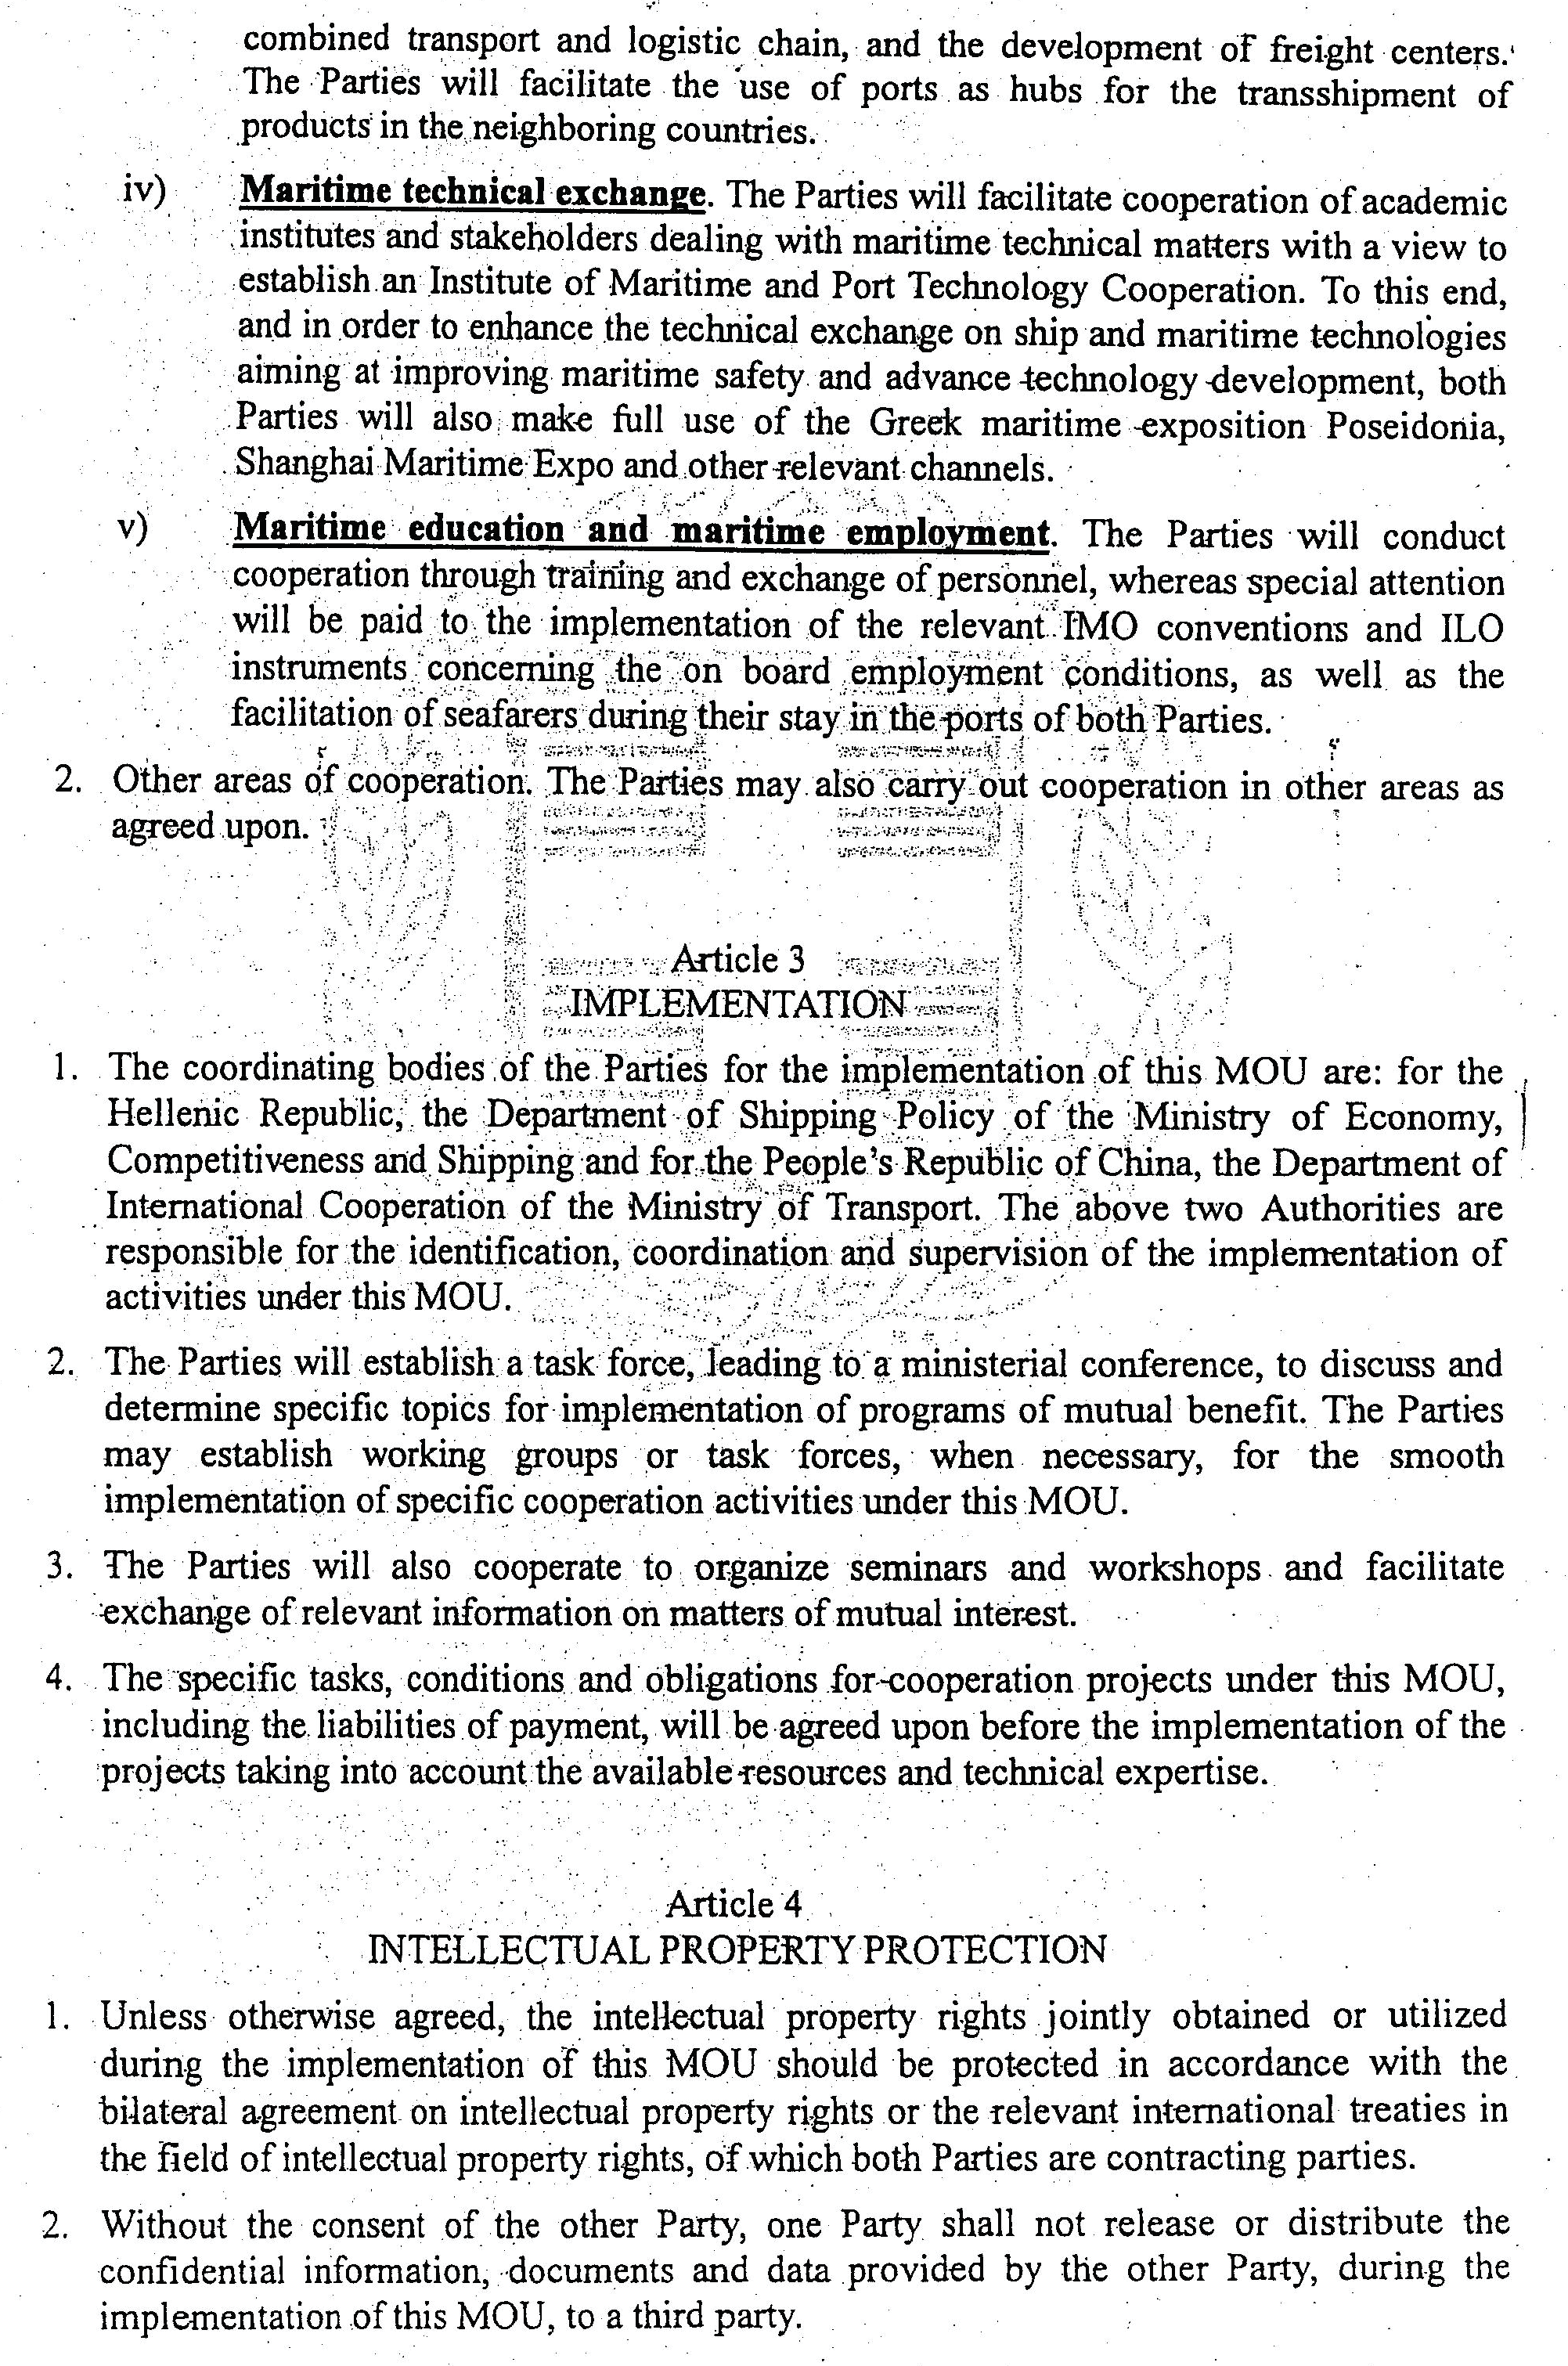 combined transport and logistic chain, and the development of freight centers.
The Parties will facilitate the use of ports as hubs for the transshipment of
products in the neighboring countries.
iv) Maritime technical exchange. The Parties will facilitate cooperation of academic
institutes and stakeholders dealing with maritime technical matters with a view to
establish an Institute of Maritime and Port Technology Cooperation. To this end,
and in order to enhance the technical exchange on ship and maritime technologies
aiming at improving maritime safety and advance technology development, both
Parties will also make full use of the Greek maritime exposition Poseidonia,
Shanghai Maritime Expo and other relevant channels.
v) Maritime education and maritime employment. The Parties will conduct
cooperation through training and exchange of personnel, whereas special attention
will be paid to the implementation of the relevant IMO conventions and ILO
instruments concerning the on board employment conditions, as well as the
facilitation of seafarers during their stay in the ports of both Parties.
2. Other areas of cooperation. The Parties may also carry out cooperation in other areas as
agreed upon.
Article 3
IMPLEMENTATION
1. The coordinating bodies of the Parties for the implementation of this MOU are: for the
Hellenic Republic, the Department of Shipping Policy of the Ministry of Economy,
Competitiveness and Shipping and for the People's Republic of China, the Department of
International Cooperation of the Ministry of Transport. The above two Authorities are
responsible for the identification, coordination and supervision of the implementation of
activities under this MOU.
2. The Parties will establish a task force, leading to a ministerial conference, to discuss and
determine specific topics for implementation of programs of mutual benefit. The Parties
may establish working groups or task forces, when necessary, for the smooth
implementation of specific cooperation activities under this MOU.
3. The Parties will also cooperate to organize seminars and workshops and facilitate
exchange of relevant information on matters of mutual interest.
4. The specific tasks, conditions and obligations for cooperation projects under this MOU,
including the liabilities of payment, will be agreed upon before the implementation of the
projects taking into account the available resources and technical expertise.
Article 4
INTELLECTUAL PROPERTY PROTECTION
1. Unless otherwise agreed, the intellectual property rights jointly obtained or utilized
during the implementation of this MOU should be protected in accordance with the
bilateral agreement on intellectual property rights or the relevant international treaties in
the field of intellectual property rights, of which both Parties are contracting parties.
2. Without the consent of the other Party, one Party shall not release or distribute the
confidential information, documents and data provided by the other Party, during the
implementation of this MOU, to a third party.